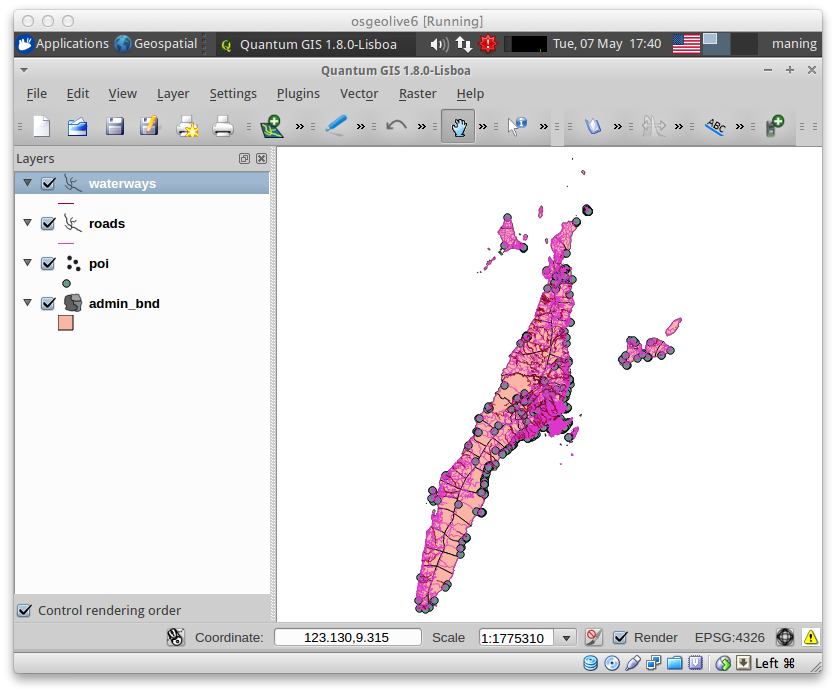 osgeolive6 [Running]
Applications Geospatial Quantum GIS 1.8.0-Lisboa Tue, 07 May 17:40 maning
Quantum GIS 1.8.0-Lisboa
File Edit View Layer Settings Plugins Vector Raster Help
ABC
Layers
waterways
roads
poi
admin_bnd
Control rendering order
Coordinate: 123.130,9.315 Scale 1:1775310 Render EPSG:4326
Left ⌘